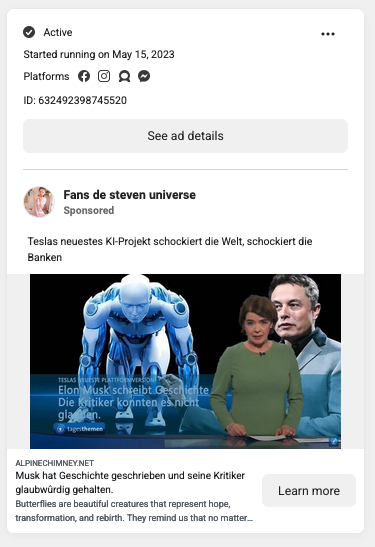 Active
Started running on May 15, 2023
Platforms
ID: 632492398745520
See ad details
Fans de steven universe
Sponsored
Teslas neuestes KI-Projekt schockiert die Welt, schockiert die
Banken
TESLAS NEUESTE PLATTFORMVERSION
Elon Musk schreibt Geschichte
Die Kritiker konnten es nicht
glauben.
tagesthemen
ALPINECHIMNEY.NET
Musk hat Geschichte geschrieben und seine Kritiker
glaubwûrdig gehalten.
Butterflies are beautiful creatures that represent hope,
transformation, and rebirth. They remind us that no matter...
Learn more